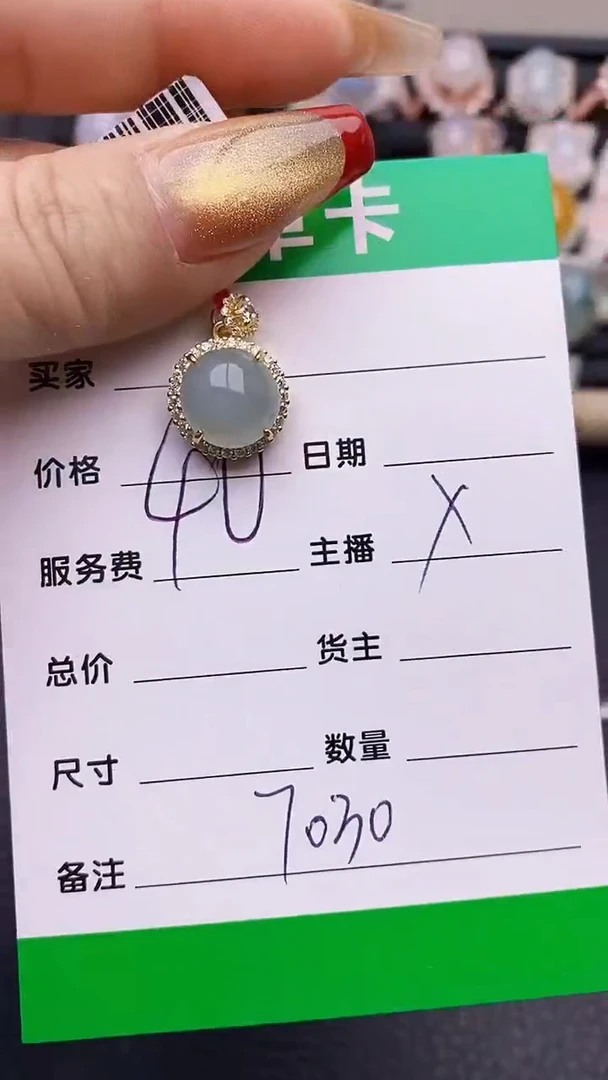 卡
买家
价格 40 日期
服务费 主播 X
总价 货主
尺寸 数量
备注 7030